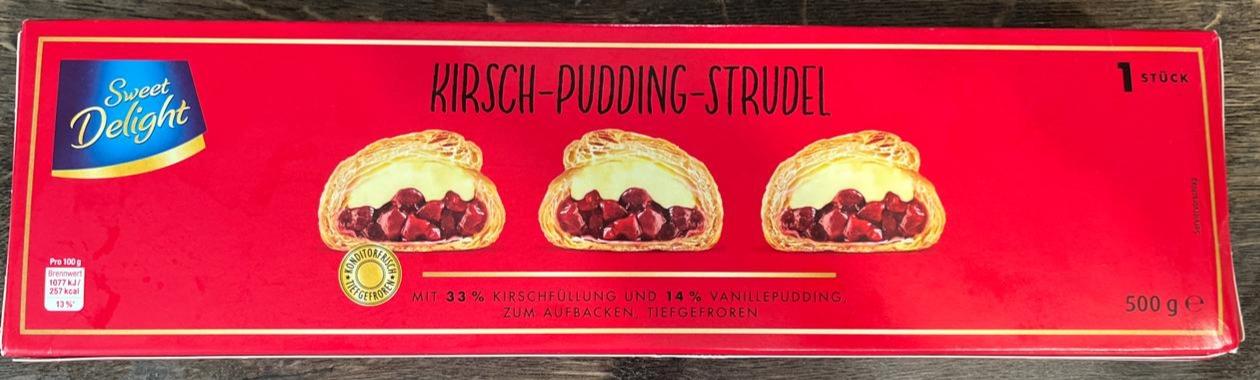 Sweet
Delight
KIRSCH-PUDDING-STRUDEL
1 STÜCK
Serviervorschlag
KONDITORFRISCH
TIEFGEFROREN
Pro 100 g
Brennwert
1077 kJ/
257 kcal
13 %*
MIT 33 % KIRSCHFÜLLUNG UND 14 % VANILLEPUDDING,
ZUM AUFBACKEN, TIEFGEFROREN
500 g ℮